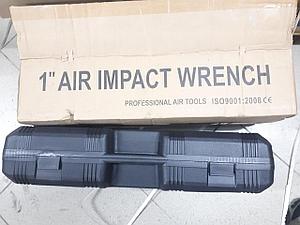 1" AIR IMPACT WRENCH
PROFESSIONAL AIR TOOLS ISO9001:2008 CE